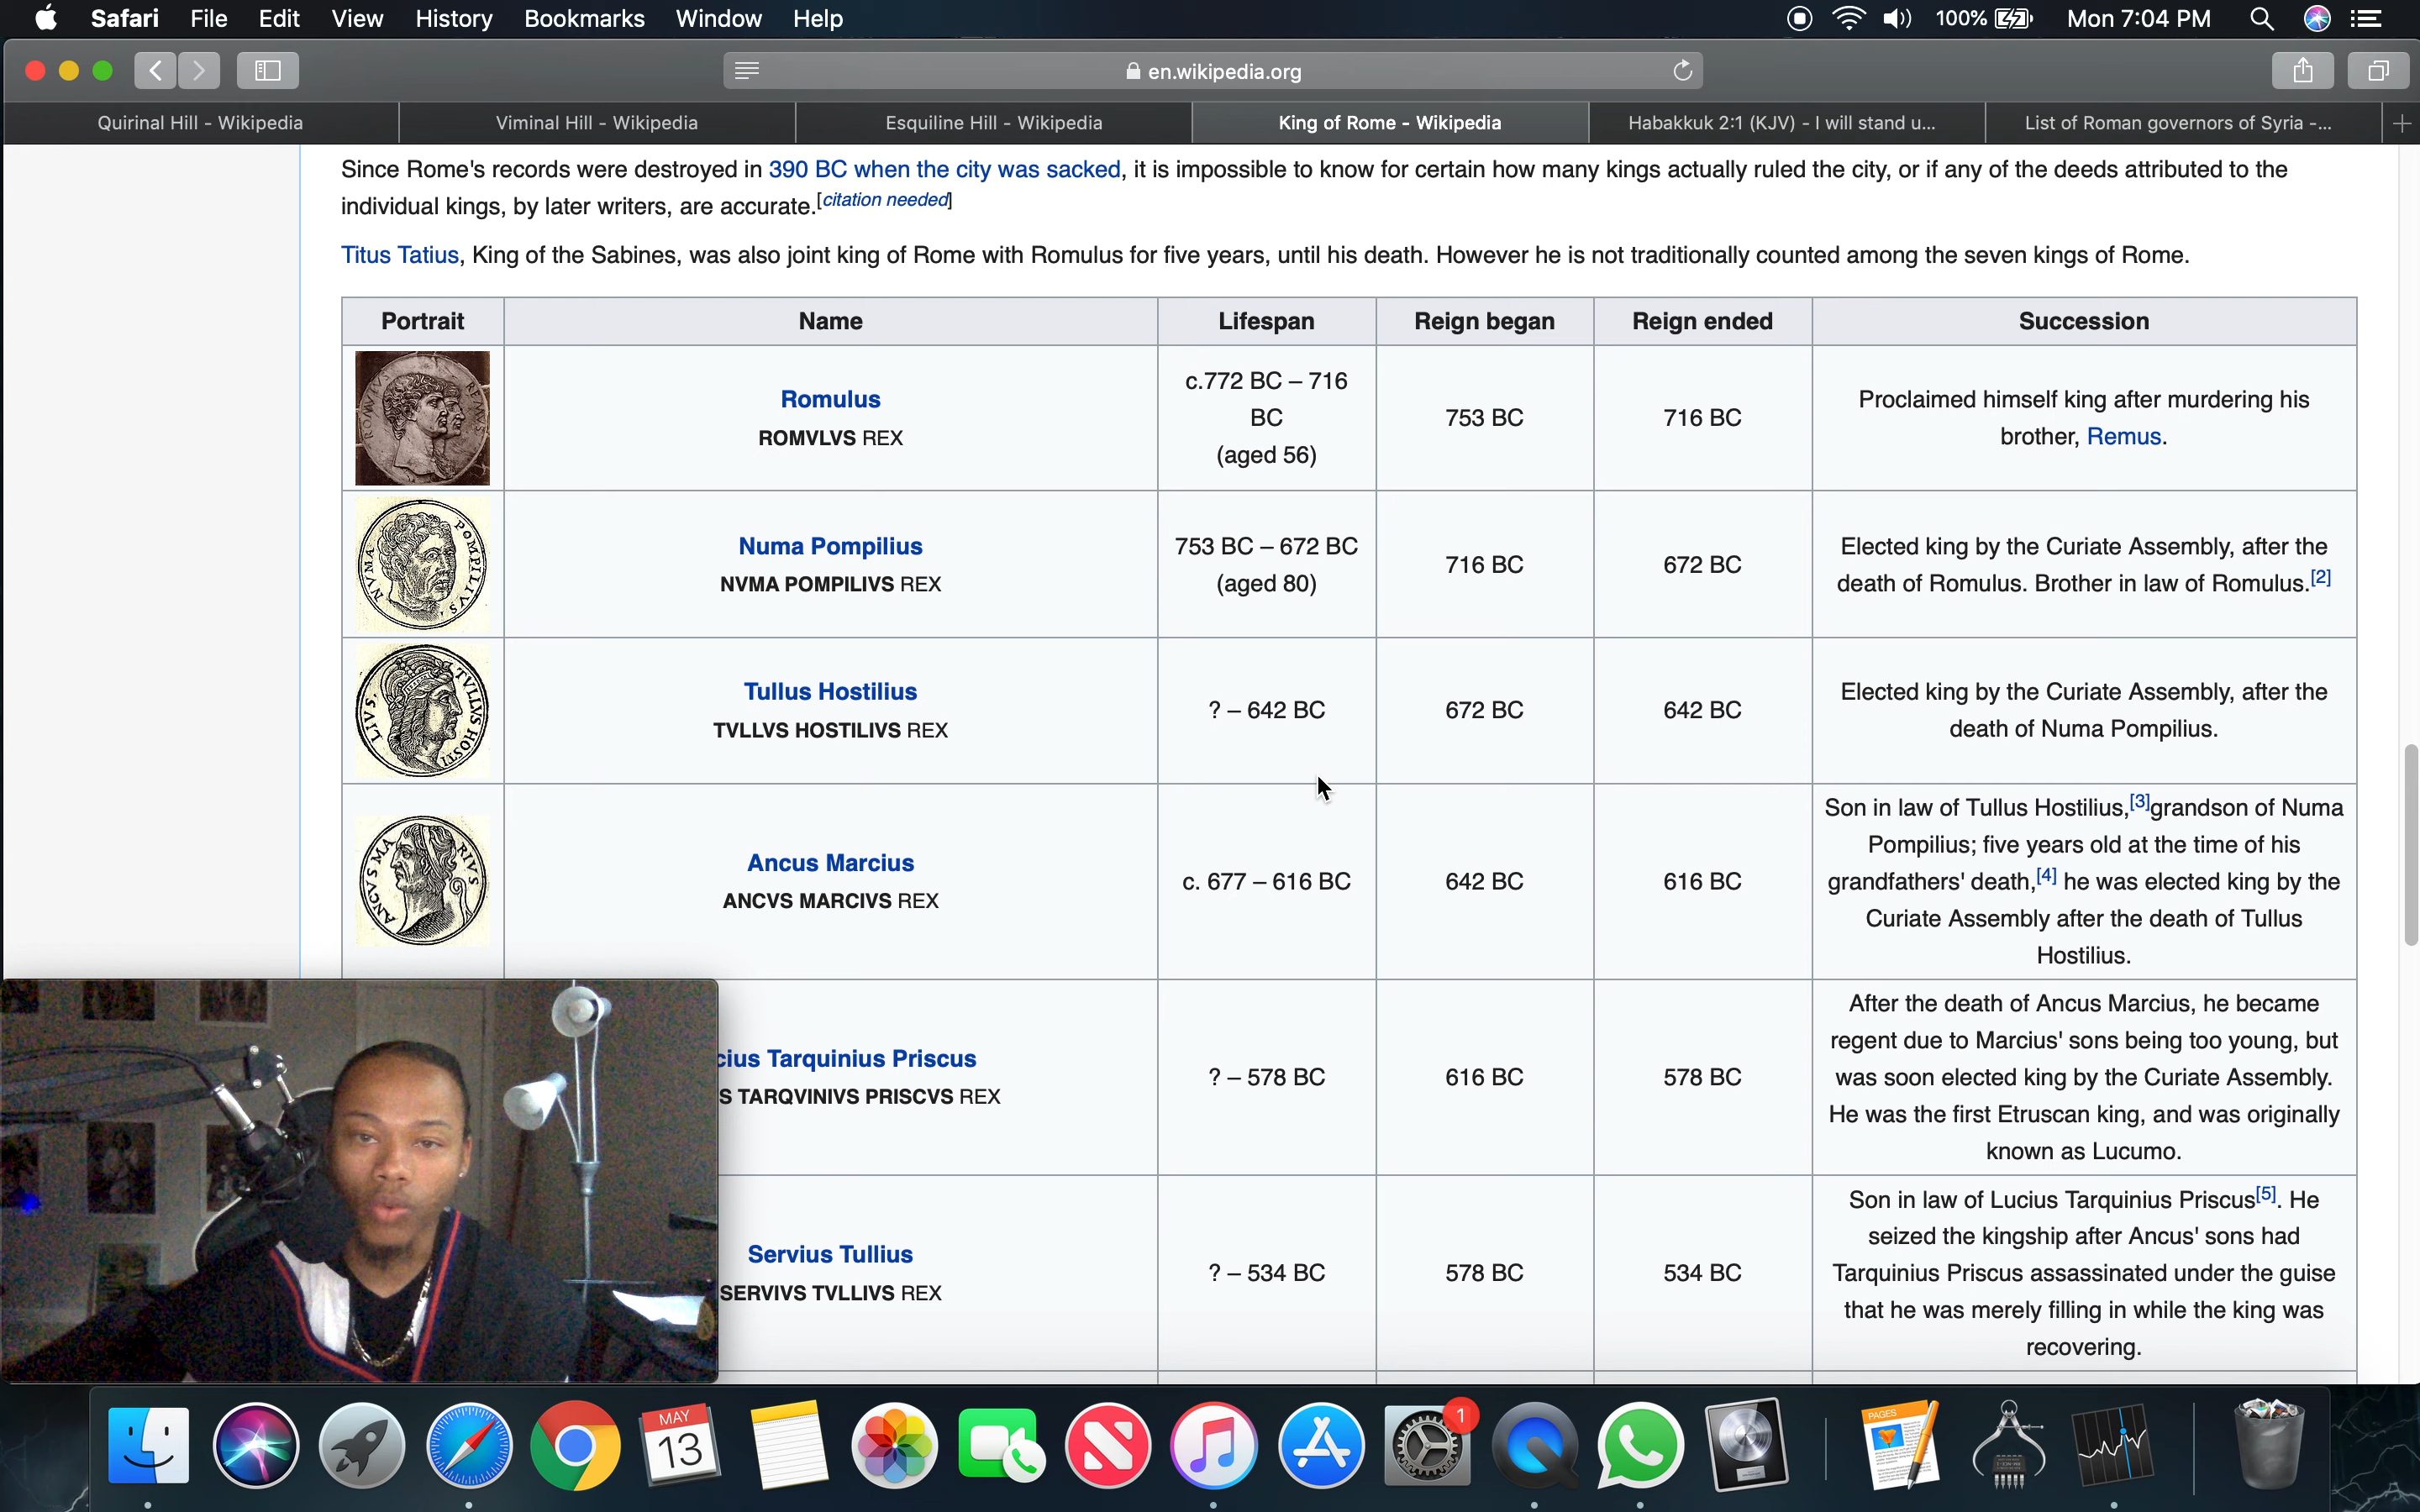 Safari File Edit View History Bookmarks Window Help 100% Mon 7:04 PM
en.wikipedia.org
Quirinal Hill - Wikipedia Viminal Hill - Wikipedia Esquiline Hill - Wikipedia King of Rome - Wikipedia Habakkuk 2:1 (KJV) - I will stand u... List of Roman governors of Syria -...
Since Rome's records were destroyed in 390 BC when the city was sacked, it is impossible to know for certain how many kings actually ruled the city, or if any of the deeds attributed to the
individual kings, by later writers, are accurate.[citation needed]
Titus Tatius, King of the Sabines, was also joint king of Rome with Romulus for five years, until his death. However he is not traditionally counted among the seven kings of Rome.
Portrait Name Lifespan Reign began Reign ended Succession
ROMVLVS REMVS
Romulus
ROMVLVS REX
c.772 BC – 716
BC
(aged 56)
753 BC
716 BC
Proclaimed himself king after murdering his
brother, Remus.
NVMA POMPILIVS
Numa Pompilius
NVMA POMPILIVS REX
753 BC – 672 BC
(aged 80)
716 BC
672 BC
Elected king by the Curiate Assembly, after the
death of Romulus. Brother in law of Romulus.[2]
TVLLVS HOSTI LIVS.
Tullus Hostilius
TVLLVS HOSTILIVS REX
? – 642 BC
672 BC
642 BC
Elected king by the Curiate Assembly, after the
death of Numa Pompilius.
ANCVS MA RIVS
Ancus Marcius
ANCVS MARCIVS REX
c. 677 – 616 BC
642 BC
616 BC
Son in law of Tullus Hostilius,[3]grandson of Numa
Pompilius; five years old at the time of his
grandfathers' death,[4] he was elected king by the
Curiate Assembly after the death of Tullus
Hostilius.
cius Tarquinius Priscus
S TARQVINIVS PRISCVS REX
? – 578 BC
616 BC
578 BC
After the death of Ancus Marcius, he became
regent due to Marcius' sons being too young, but
was soon elected king by the Curiate Assembly.
He was the first Etruscan king, and was originally
known as Lucumo.
Servius Tullius
SERVIVS TVLLIVS REX
? – 534 BC
578 BC
534 BC
Son in law of Lucius Tarquinius Priscus[5]. He
seized the kingship after Ancus' sons had
Tarquinius Priscus assassinated under the guise
that he was merely filling in while the king was
recovering.
MAY
13
1
PAGES